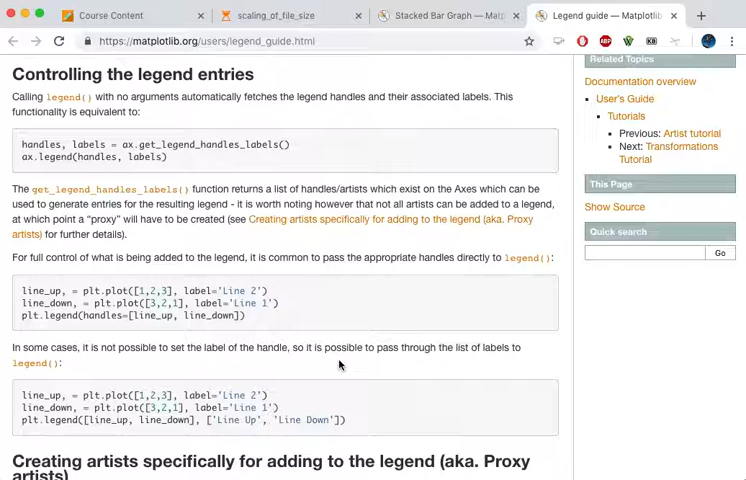 Course Content
scaling_of_file_size
Stacked Bar Graph — Matp
Legend guide — Matplotlib
https://matplotlib.org/users/legend_guide.html
ABP
Controlling the legend entries
Calling legend() with no arguments automatically fetches the legend handles and their associated labels. This
functionality is equivalent to:
handles, labels = ax.get_legend_handles_labels()
ax.legend(handles, labels)
The get_legend_handles_labels() function returns a list of handles/artists which exist on the Axes which can be
used to generate entries for the resulting legend - it is worth noting however that not all artists can be added to a legend,
at which point a “proxy” will have to be created (see Creating artists specifically for adding to the legend (aka. Proxy
artists) for further details).
For full control of what is being added to the legend, it is common to pass the appropriate handles directly to legend():
line_up, = plt.plot([1,2,3], label='Line 2')
line_down, = plt.plot([3,2,1], label='Line 1')
plt.legend(handles=[line_up, line_down])
In some cases, it is not possible to set the label of the handle, so it is possible to pass through the list of labels to
legend():
line_up, = plt.plot([1,2,3], label='Line 2')
line_down, = plt.plot([3,2,1], label='Line 1')
plt.legend([line_up, line_down], ['Line Up', 'Line Down'])
Creating artists specifically for adding to the legend (aka. Proxy
artists)
Related Topics
Documentation overview
User's Guide
Tutorials
Previous: Artist tutorial
Next: Transformations
Tutorial
This Page
Show Source
Quick search
Go